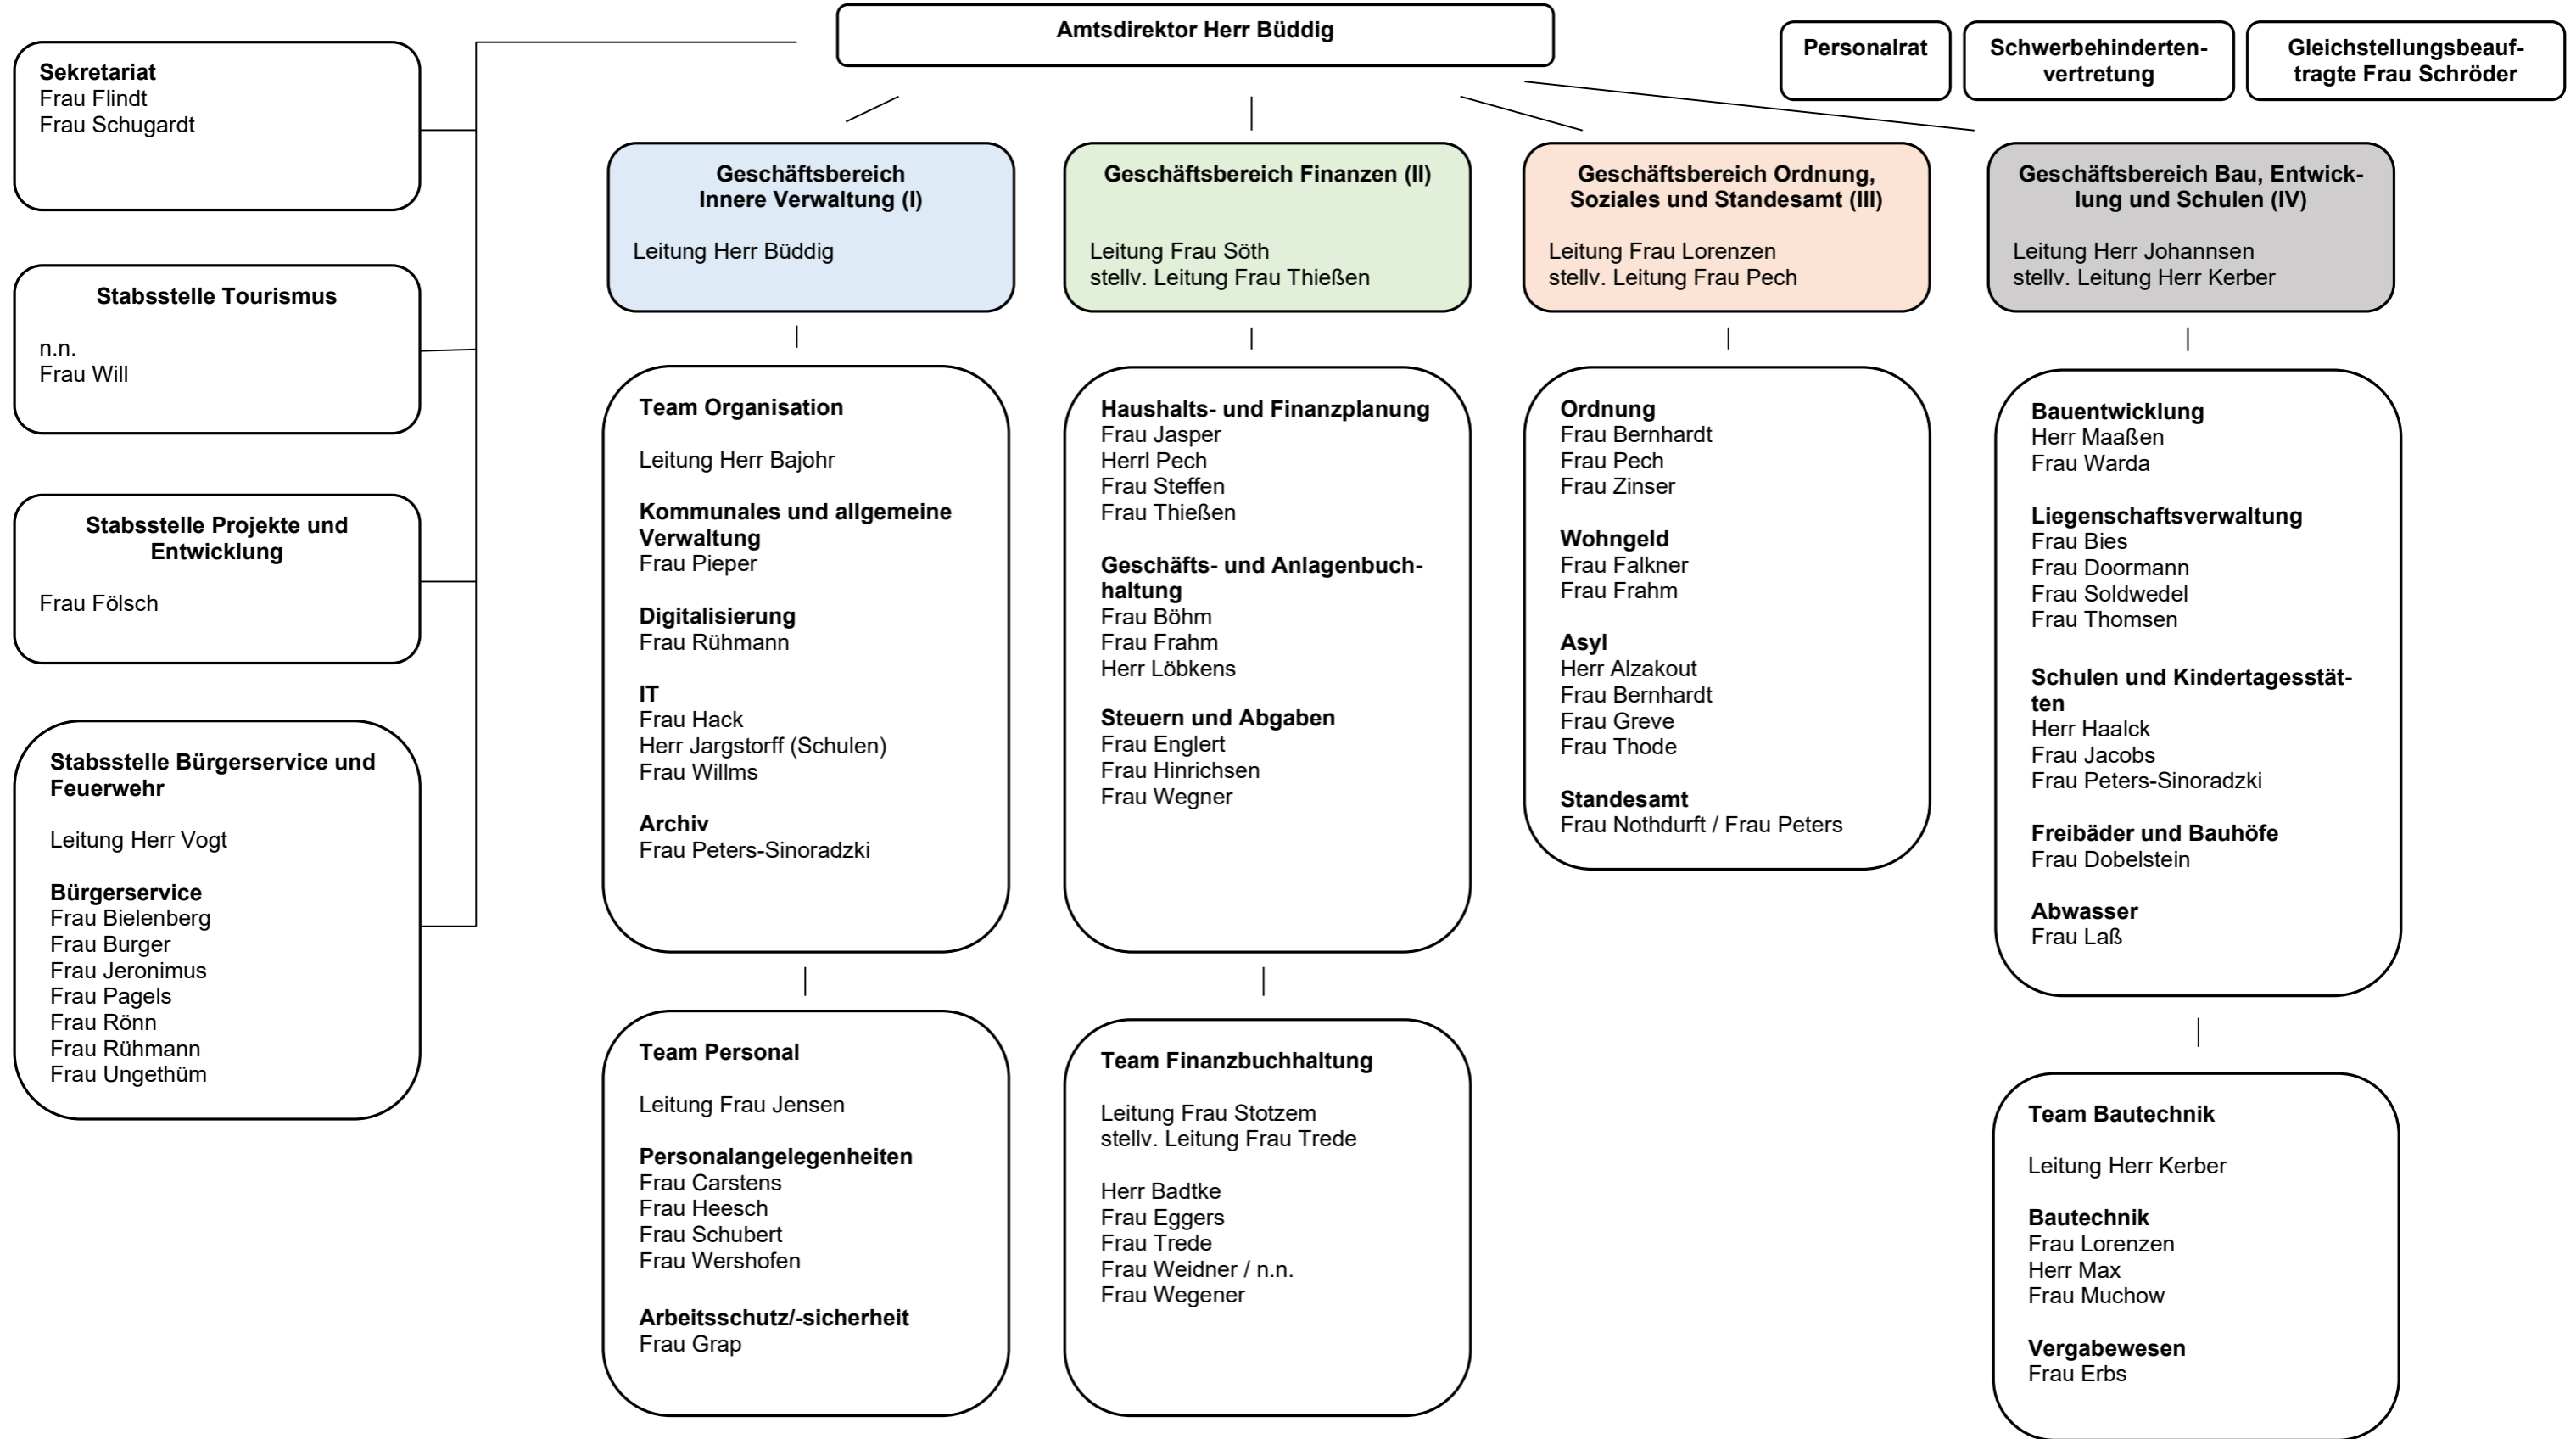 Amtsdirektor Herr Büddig
Personalrat
Schwerbehinderten-
vertretung
Gleichstellungsbeauf-
tragte Frau Schröder
Sekretariat
Frau Flindt
Frau Schugardt
Stabsstelle Tourismus
n.n.
Frau Will
Stabsstelle Projekte und
Entwicklung
Frau Fölsch
Stabsstelle Bürgerservice und
Feuerwehr
Leitung Herr Vogt
Bürgerservice
Frau Bielenberg
Frau Burger
Frau Jeronimus
Frau Pagels
Frau Rönn
Frau Rühmann
Frau Ungethüm
Geschäftsbereich
Innere Verwaltung (I)
Leitung Herr Büddig
Team Organisation
Leitung Herr Bajohr
Kommunales und allgemeine
Verwaltung
Frau Pieper
Digitalisierung
Frau Rühmann
IT
Frau Hack
Herr Jargstorff (Schulen)
Frau Willms
Archiv
Frau Peters-Sinoradzki
Team Personal
Leitung Frau Jensen
Personalangelegenheiten
Frau Carstens
Frau Heesch
Frau Schubert
Frau Wershofen
Arbeitsschutz/-sicherheit
Frau Grap
Geschäftsbereich Finanzen (II)
Leitung Frau Söth
stellv. Leitung Frau Thießen
Haushalts- und Finanzplanung
Frau Jasper
Herrl Pech
Frau Steffen
Frau Thießen
Geschäfts- und Anlagenbuch-
haltung
Frau Böhm
Frau Frahm
Herr Löbkens
Steuern und Abgaben
Frau Englert
Frau Hinrichsen
Frau Wegner
Team Finanzbuchhaltung
Leitung Frau Stotzem
stellv. Leitung Frau Trede
Herr Badtke
Frau Eggers
Frau Trede
Frau Weidner / n.n.
Frau Wegener
Geschäftsbereich Ordnung,
Soziales und Standesamt (III)
Leitung Frau Lorenzen
stellv. Leitung Frau Pech
Ordnung
Frau Bernhardt
Frau Pech
Frau Zinser
Wohngeld
Frau Falkner
Frau Frahm
Asyl
Herr Alzakout
Frau Bernhardt
Frau Greve
Frau Thode
Standesamt
Frau Nothdurft / Frau Peters
Geschäftsbereich Bau, Entwick-
lung und Schulen (IV)
Leitung Herr Johannsen
stellv. Leitung Herr Kerber
Bauentwicklung
Herr Maaßen
Frau Warda
Liegenschaftsverwaltung
Frau Bies
Frau Doormann
Frau Soldwedel
Frau Thomsen
Schulen und Kindertagesstät-
ten
Herr Haalck
Frau Jacobs
Frau Peters-Sinoradzki
Freibäder und Bauhöfe
Frau Dobelstein
Abwasser
Frau Laß
Team Bautechnik
Leitung Herr Kerber
Bautechnik
Frau Lorenzen
Herr Max
Frau Muchow
Vergabewesen
Frau Erbs